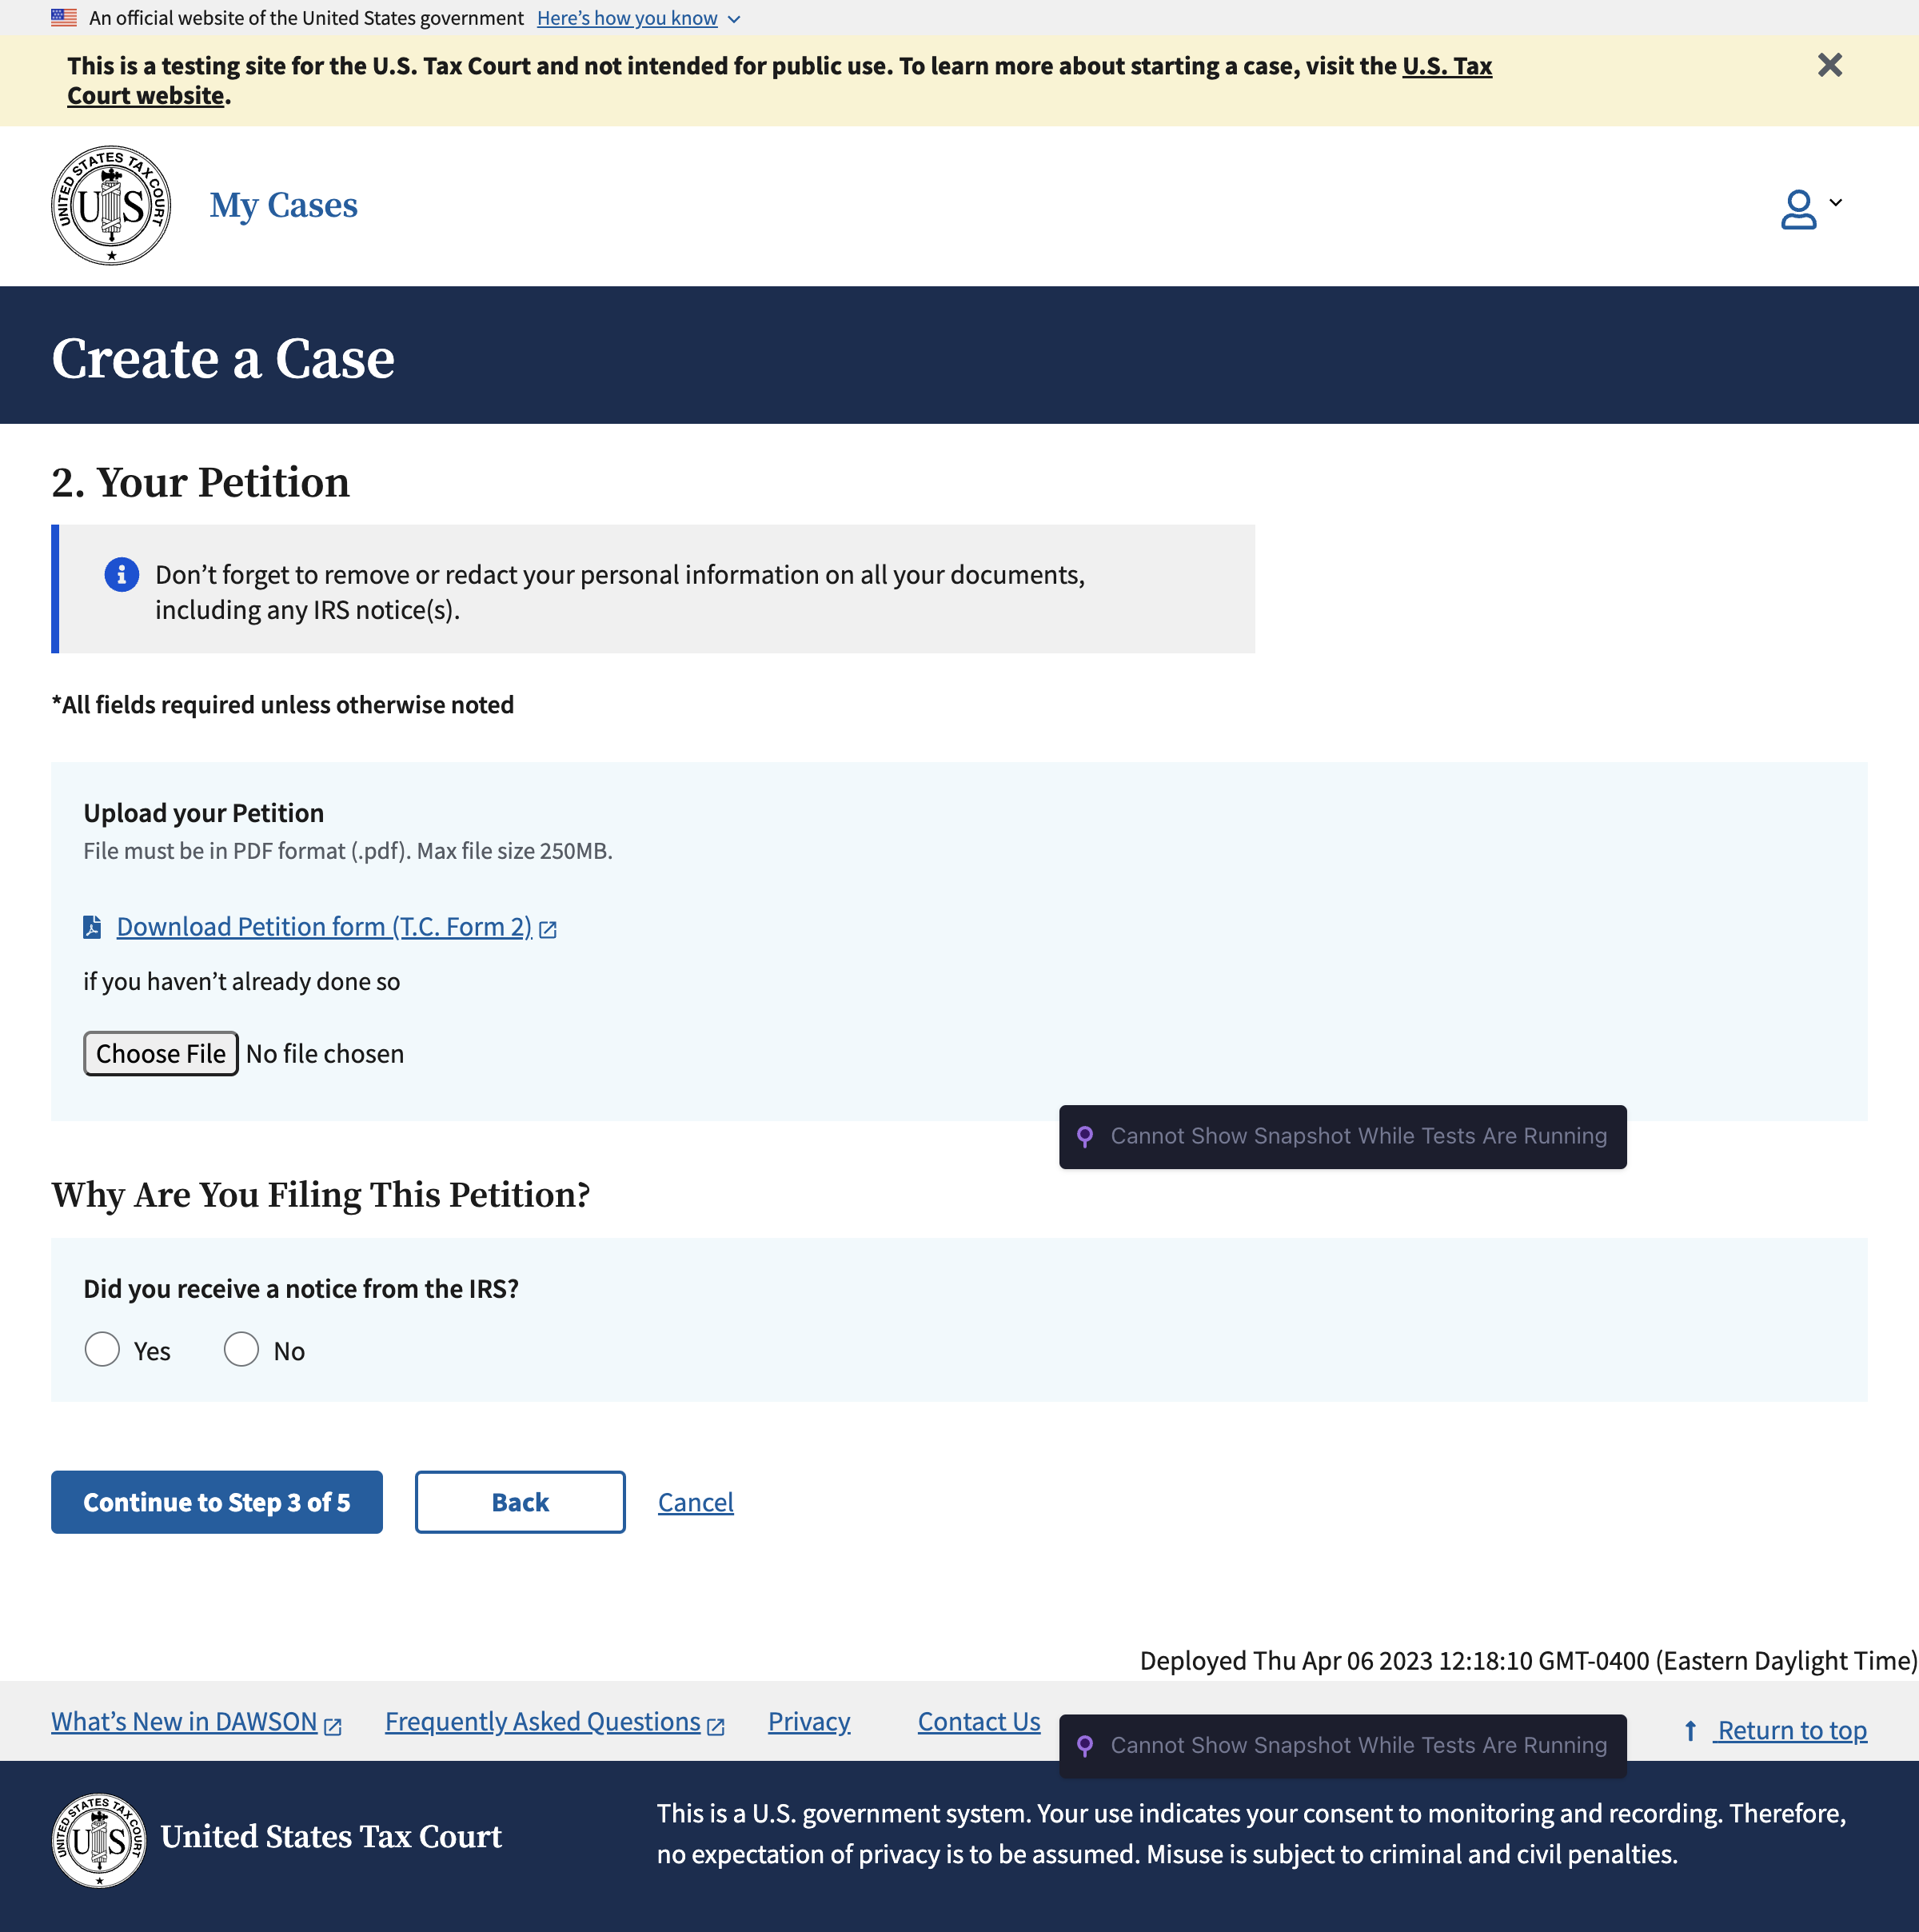 An official website of the United States government Here’s how you know
This is a testing site for the U.S. Tax Court and not intended for public use. To learn more about starting a case, visit the U.S. Tax
Court website.
UNITED STATES TAX COURT
US
My Cases
Create a Case
2. Your Petition
Don’t forget to remove or redact your personal information on all your documents,
including any IRS notice(s).
*All fields required unless otherwise noted
Upload your Petition
File must be in PDF format (.pdf). Max file size 250MB.
Download Petition form (T.C. Form 2)
if you haven’t already done so
Choose File No file chosen
Cannot Show Snapshot While Tests Are Running
Why Are You Filing This Petition?
Did you receive a notice from the IRS?
Yes No
Continue to Step 3 of 5 Back Cancel
Deployed Thu Apr 06 2023 12:18:10 GMT-0400 (Eastern Daylight Time)
What’s New in DAWSON Frequently Asked Questions Privacy Contact Us
Cannot Show Snapshot While Tests Are Running
Return to top
UNITED STATES TAX COURT
US
United States Tax Court
This is a U.S. government system. Your use indicates your consent to monitoring and recording. Therefore,
no expectation of privacy is to be assumed. Misuse is subject to criminal and civil penalties.